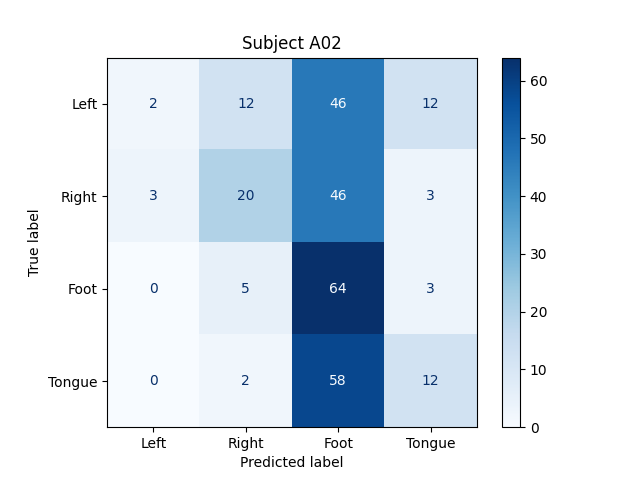 Subject A02
True label
Left 2 12 46 12
Right 3 20 46 3
Foot 0 5 64 3
Tongue 0 2 58 12
Left Right Foot Tongue
Predicted label
60
50
40
30
20
10
0